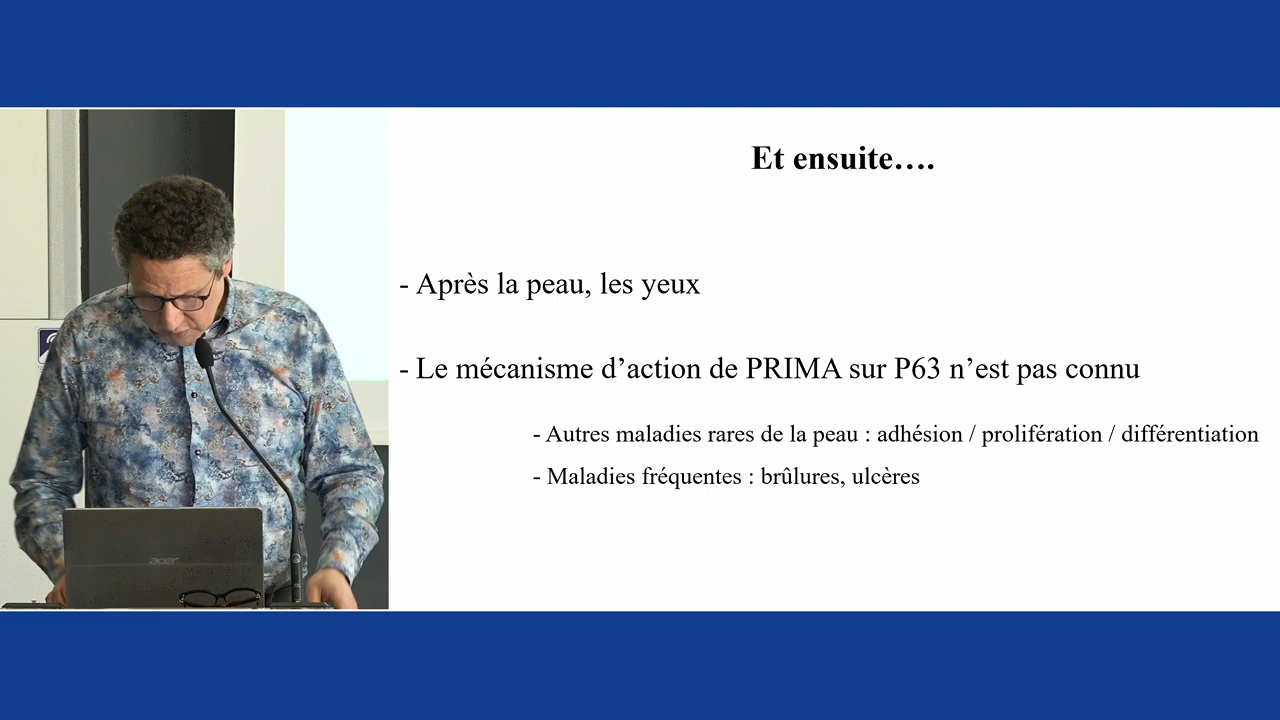 Et ensuite….
- Après la peau, les yeux
- Le mécanisme d’action de PRIMA sur P63 n’est pas connu
- Autres maladies rares de la peau : adhésion / prolifération / différentiation
- Maladies fréquentes : brûlures, ulcères
acer